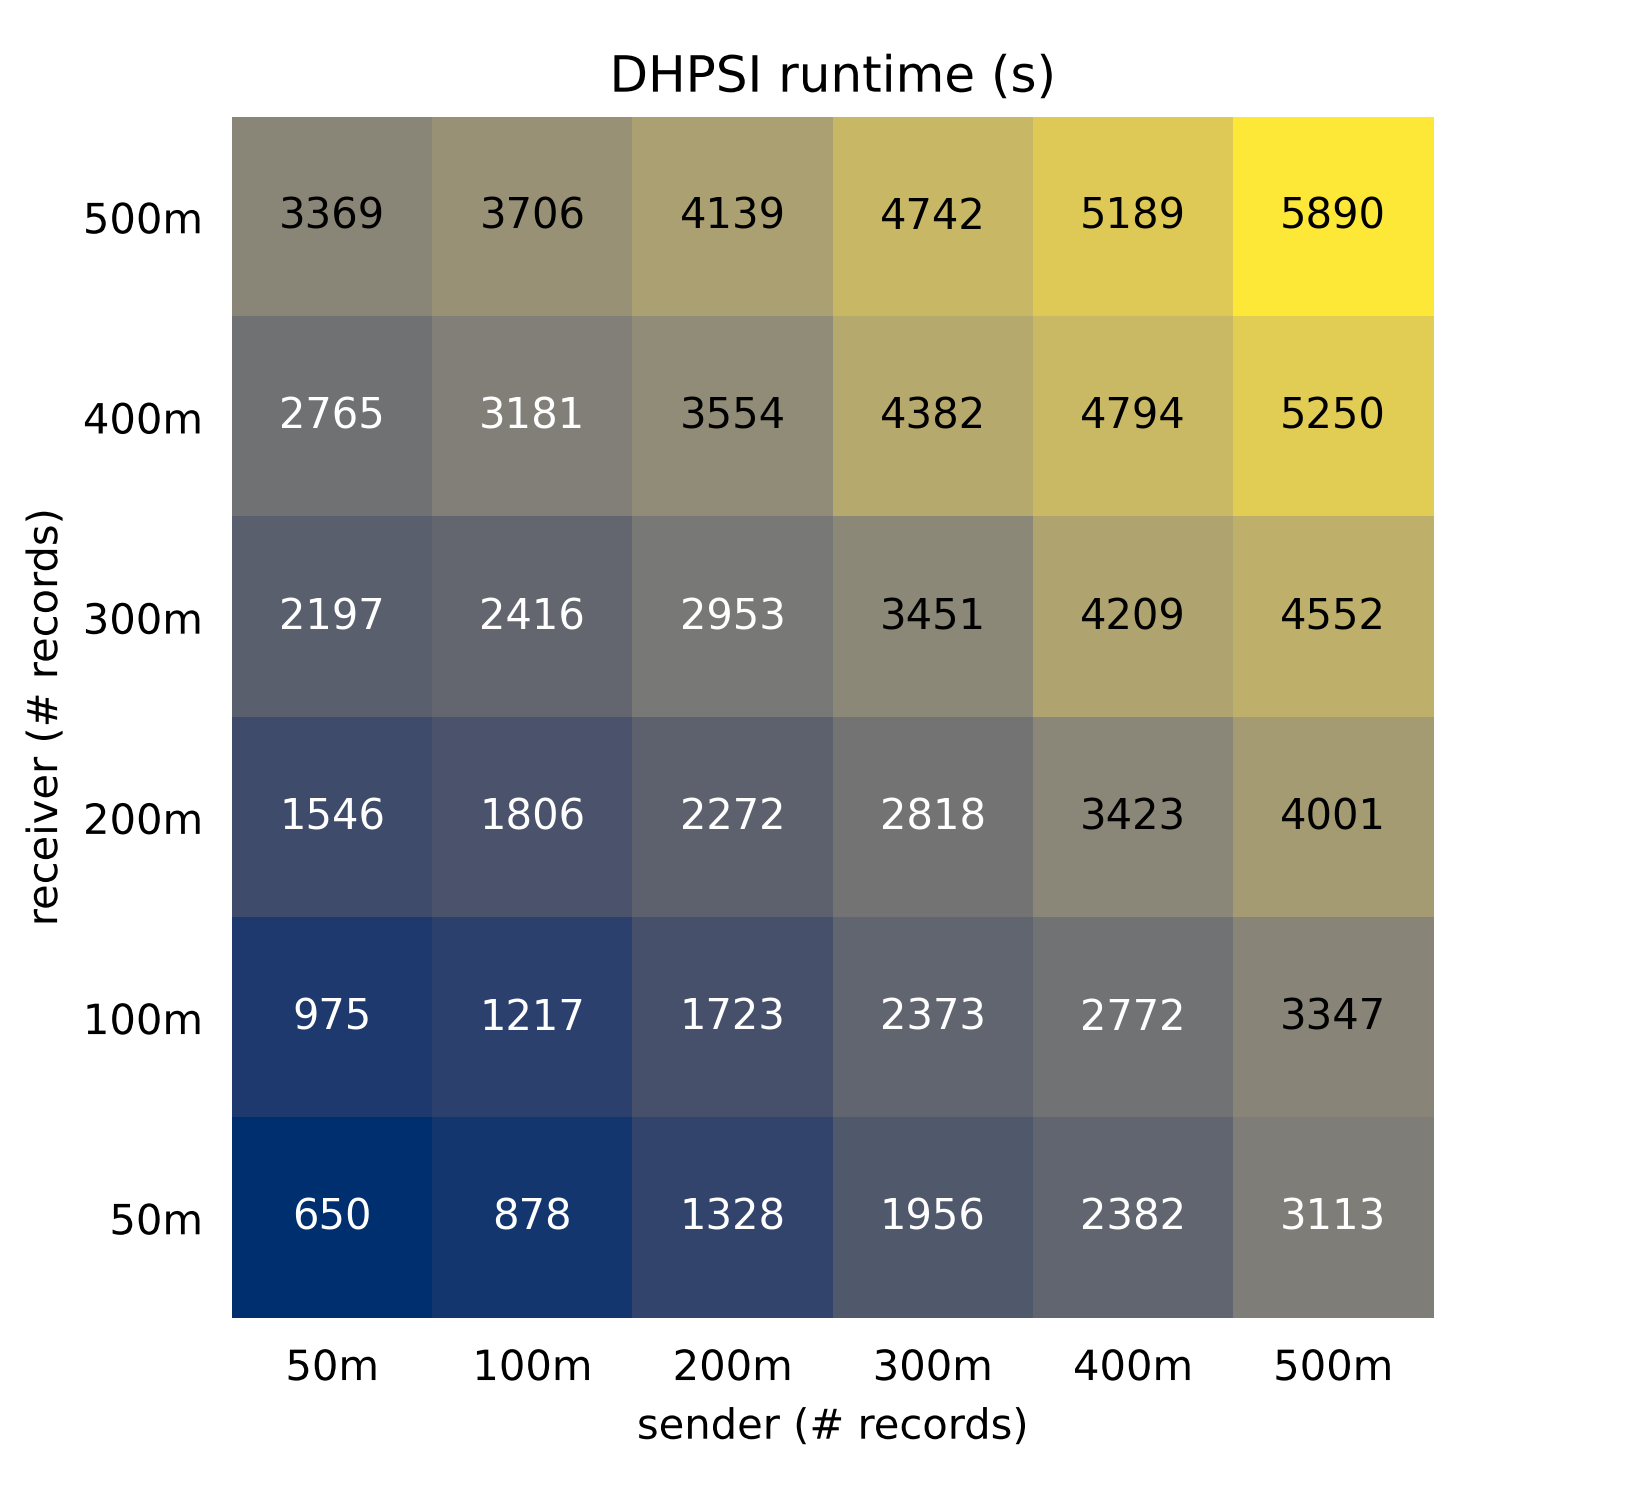 DHPSI runtime (s)
500m 3369 3706 4139 4742 5189 5890
400m 2765 3181 3554 4382 4794 5250
300m 2197 2416 2953 3451 4209 4552
200m 1546 1806 2272 2818 3423 4001
100m 975 1217 1723 2373 2772 3347
50m 650 878 1328 1956 2382 3113
50m 100m 200m 300m 400m 500m
sender (# records)
receiver (# records)